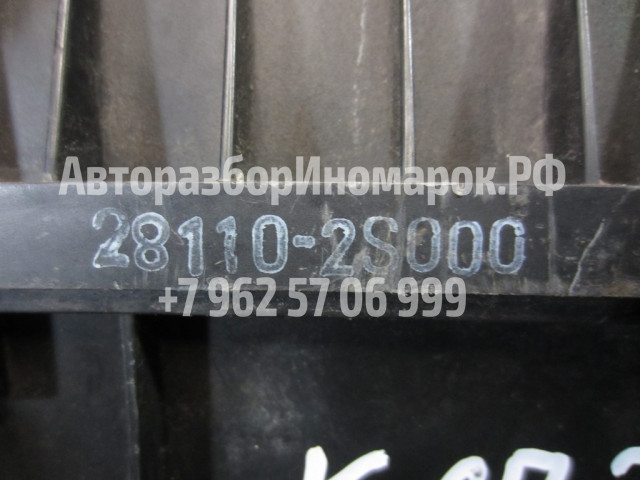 АвторазборИномарок.РФ
28110-2S000
+7 962 57 06 999